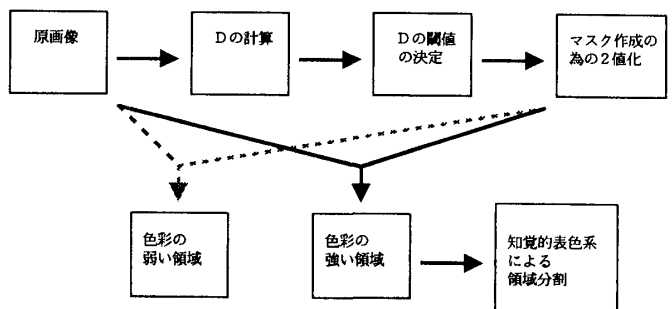 原画像
Dの計算
Dの閾値
の決定
マスク作成の
為の2値化
色彩の
弱い領域
色彩の
強い領域
知覚的表色系
による
領域分割